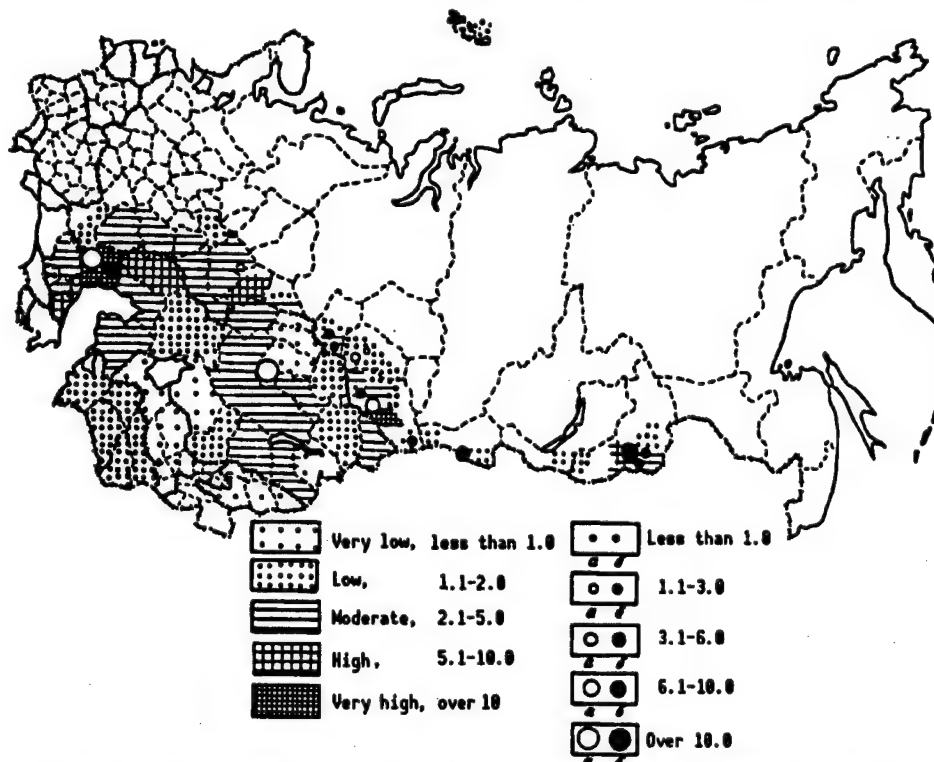 Very low, less than 1.0
Low, 1.1-2.0
Moderate, 2.1-5.0
High, 5.1-10.0
Very high, over 10
Less than 1.0
1.1-3.0
3.1-6.0
6.1-10.0
Over 10.0